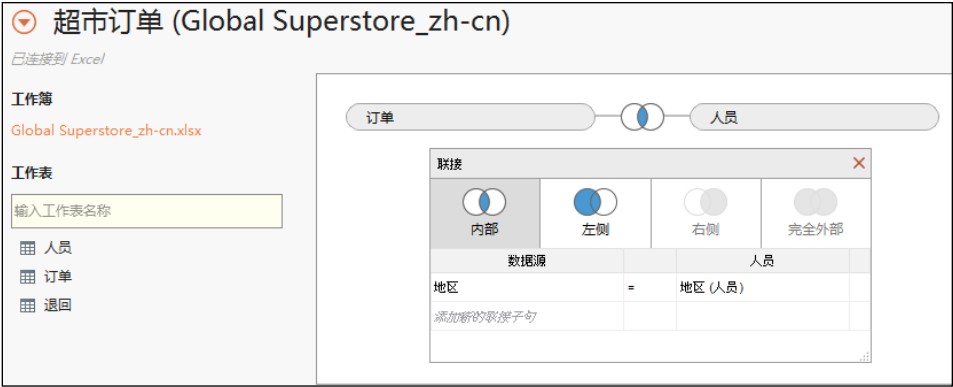 超市订单 (Global Superstore_zh-cn)
已连接到 Excel
工作簿
Global Superstore_zh-cn.xlsx
工作表
输入工作表名称
人员
订单
退回
订单 人员
联接
内部 左侧 右侧 完全外部
数据源 人员
地区 = 地区 (人员)
添加新的联接子句